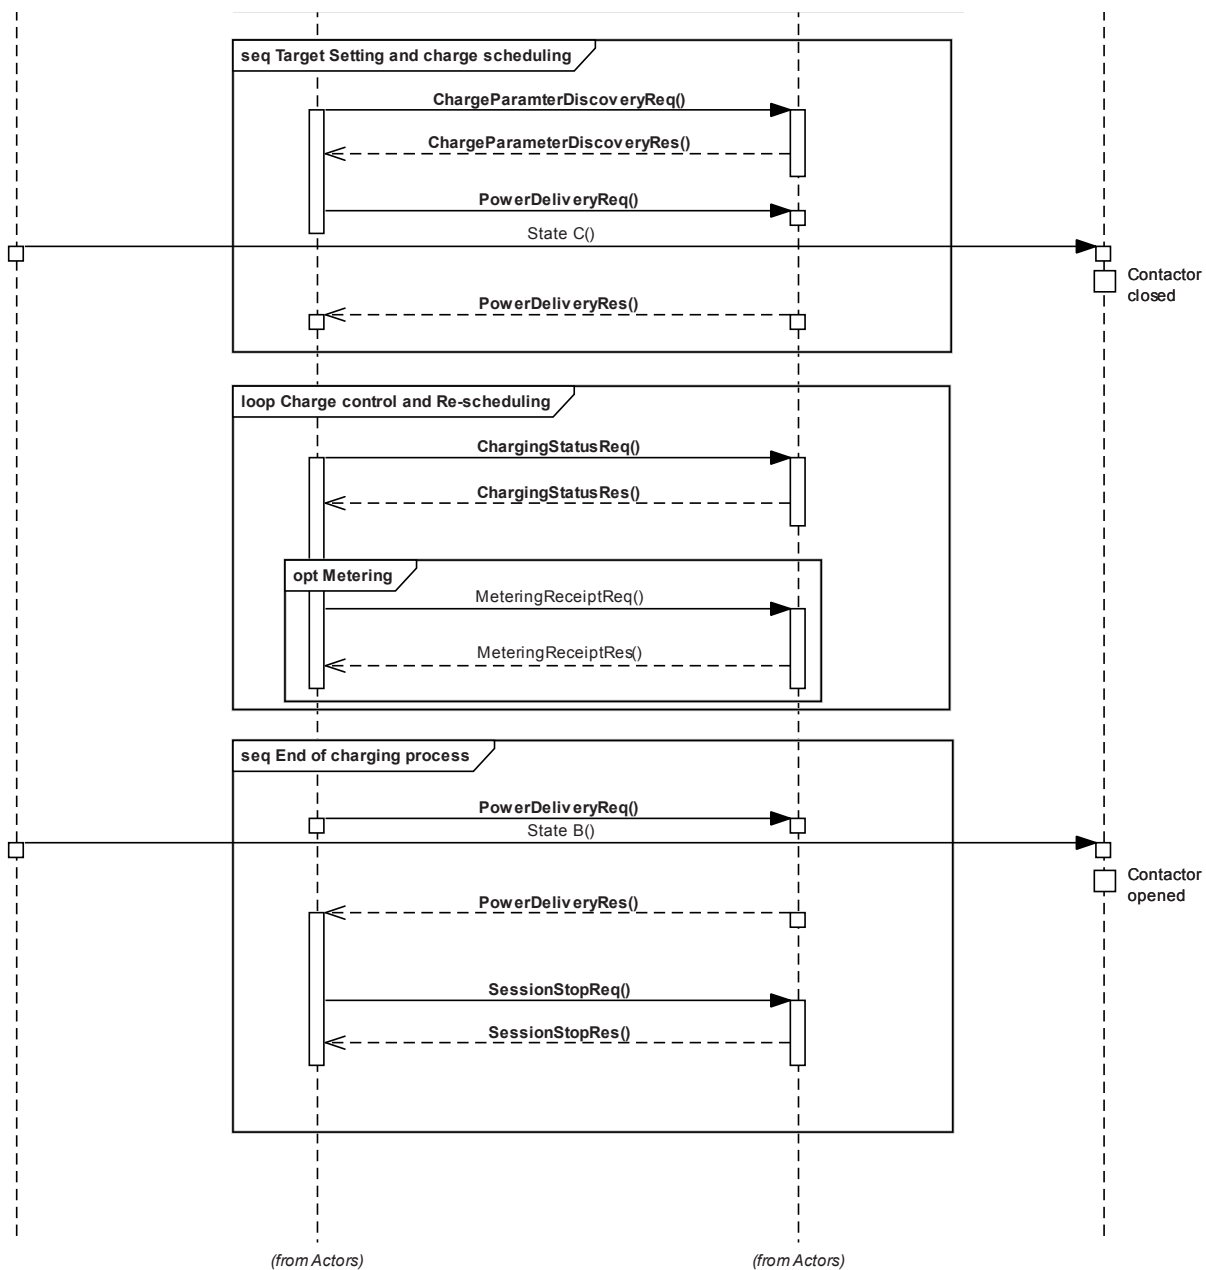 seq Target Setting and charge scheduling
ChargeParamterDiscoveryReq()
ChargeParameterDiscoveryRes()
PowerDeliveryReq()
State C()
Contactor
closed
PowerDeliveryRes()
loop Charge control and Re-scheduling
ChargingStatusReq()
ChargingStatusRes()
opt Metering
MeteringReceiptReq()
MeteringReceiptRes()
seq End of charging process
PowerDeliveryReq()
State B()
Contactor
opened
PowerDeliveryRes()
SessionStopReq()
SessionStopRes()
(from Actors)
(from Actors)